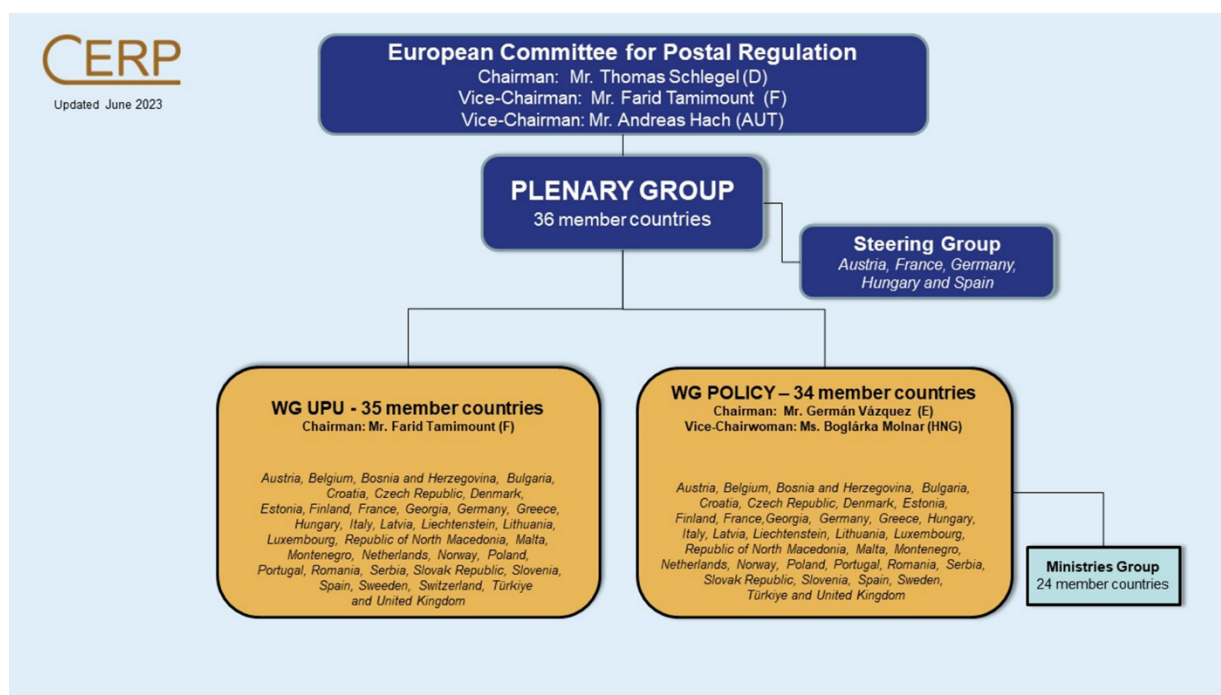 CERP
Updated June 2023
European Committee for Postal Regulation
Chairman: Mr. Thomas Schlegel (D)
Vice-Chairman: Mr. Farid Tamimount (F)
Vice-Chairman: Mr. Andreas Hach (AUT)
PLENARY GROUP
36 member countries
Steering Group
Austria, France, Germany,
Hungary and Spain
WG UPU - 35 member countries
Chairman: Mr. Farid Tamimount (F)
Austria, Belgium, Bosnia and Herzegovina, Bulgaria,
Croatia, Czech Republic, Denmark,
Estonia, Finland, France, Georgia, Germany, Greece,
Hungary, Italy, Latvia, Liechtenstein, Lithuania,
Luxembourg, Republic of North Macedonia, Malta,
Montenegro, Netherlands, Norway, Poland,
Portugal, Romania, Serbia, Slovak Republic, Slovenia,
Spain, Sweeden, Switzerland, Türkiye
and United Kingdom
WG POLICY – 34 member countries
Chairman: Mr. Germán Vázquez (E)
Vice-Chairwoman: Ms. Boglárka Molnar (HNG)
Austria, Belgium, Bosnia and Herzegovina, Bulgaria,
Croatia, Czech Republic, Denmark, Estonia,
Finland, France,Georgia, Germany, Greece, Hungary,
Italy, Latvia, Liechtenstein, Lithuania, Luxembourg,
Republic of North Macedonia, Malta, Montenegro,
Netherlands, Norway, Poland, Portugal, Romania, Serbia,
Slovak Republic, Slovenia, Spain, Sweden,
Türkiye and United Kingdom
Ministries Group
24 member countries